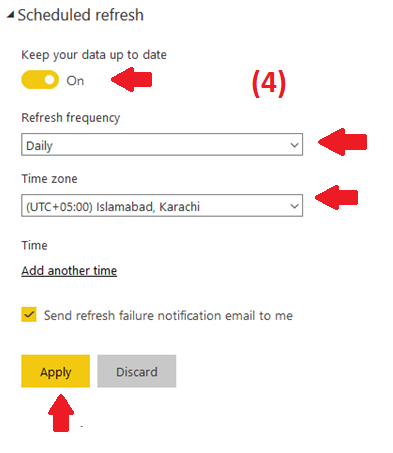 Scheduled refresh
Keep your data up to date
On
(4)
Refresh frequency
Daily
Time zone
(UTC+05:00) Islamabad, Karachi
Time
Add another time
Send refresh failure notification email to me
Apply Discard
.